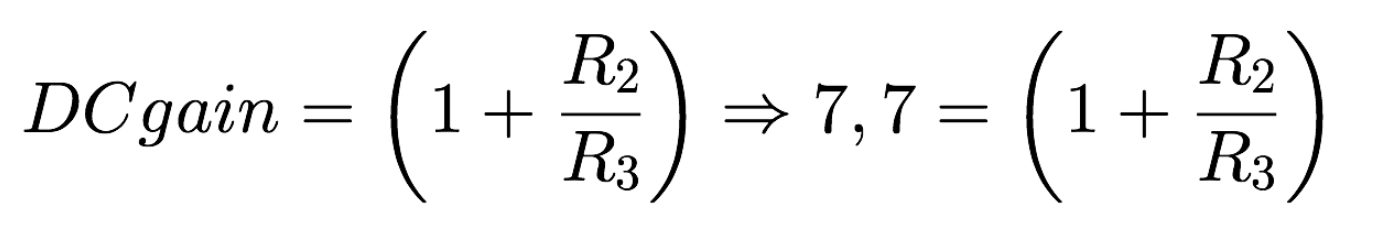 DCgain = (1 + R₂/R₃) ⇒ 7,7 = (1 + R₂/R₃)